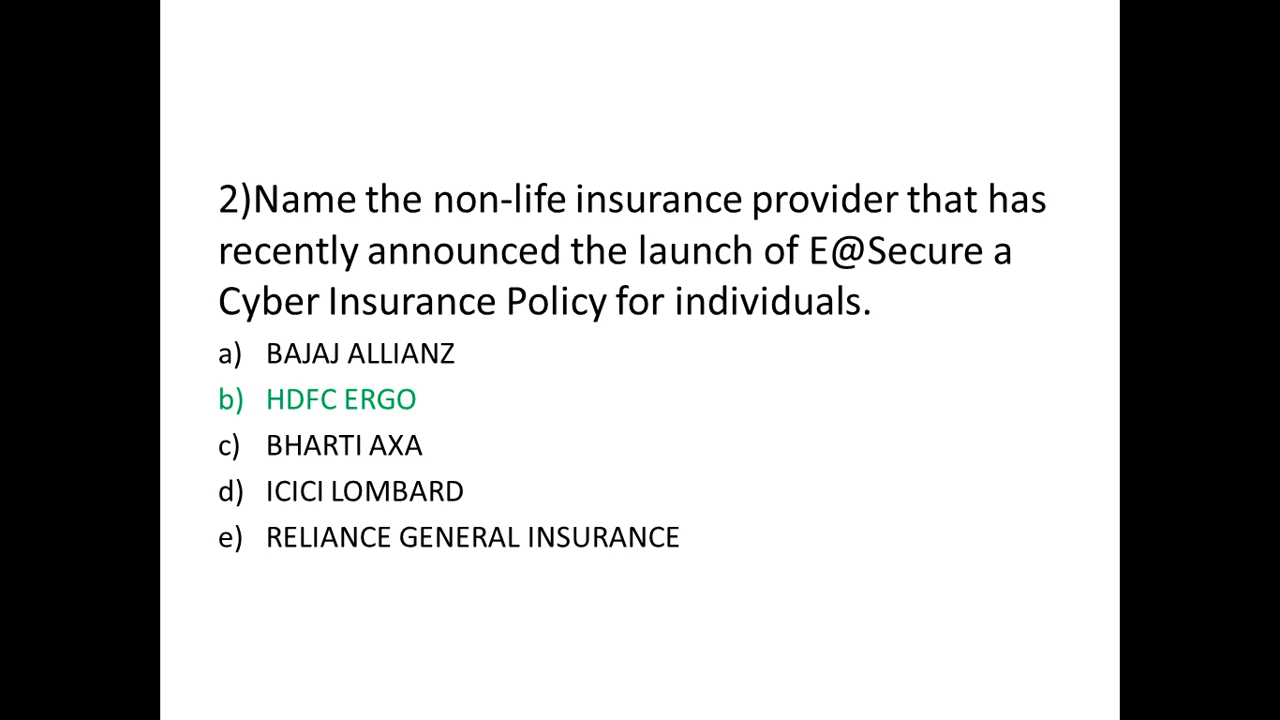 2)Name the non-life insurance provider that has
recently announced the launch of E@Secure a
Cyber Insurance Policy for individuals.
a) BAJAJ ALLIANZ
b) HDFC ERGO
c) BHARTI AXA
d) ICICI LOMBARD
e) RELIANCE GENERAL INSURANCE